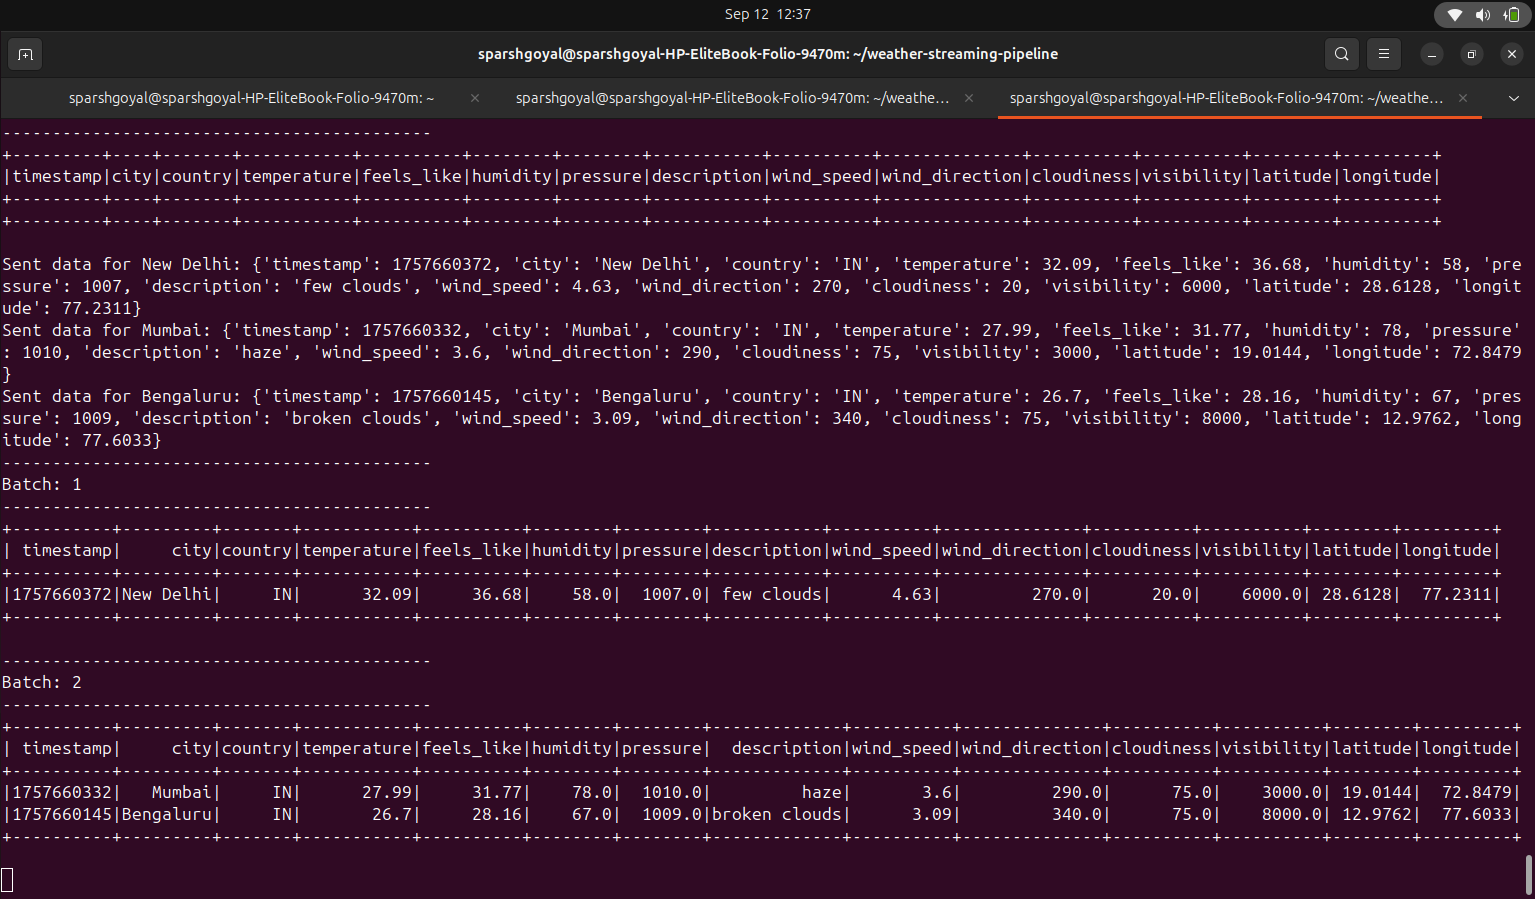 Sep 12 12:37
sparshgoyal@sparshgoyal-HP-EliteBook-Folio-9470m: ~/weather-streaming-pipeline
sparshgoyal@sparshgoyal-HP-EliteBook-Folio-9470m: ~
sparshgoyal@sparshgoyal-HP-EliteBook-Folio-9470m: ~/weathe...
sparshgoyal@sparshgoyal-HP-EliteBook-Folio-9470m: ~/weathe...
-------------------------------------------
+---------+----+-------+-----------+----------+--------+--------+-----------+----------+--------------+----------+----------+--------+---------+
|timestamp|city|country|temperature|feels_like|humidity|pressure|description|wind_speed|wind_direction|cloudiness|visibility|latitude|longitude|
+---------+----+-------+-----------+----------+--------+--------+-----------+----------+--------------+----------+----------+--------+---------+
+---------+----+-------+-----------+----------+--------+--------+-----------+----------+--------------+----------+----------+--------+---------+
Sent data for New Delhi: {'timestamp': 1757660372, 'city': 'New Delhi', 'country': 'IN', 'temperature': 32.09, 'feels_like': 36.68, 'humidity': 58, 'pre
ssure': 1007, 'description': 'few clouds', 'wind_speed': 4.63, 'wind_direction': 270, 'cloudiness': 20, 'visibility': 6000, 'latitude': 28.6128, 'longit
ude': 77.2311}
Sent data for Mumbai: {'timestamp': 1757660332, 'city': 'Mumbai', 'country': 'IN', 'temperature': 27.99, 'feels_like': 31.77, 'humidity': 78, 'pressure'
: 1010, 'description': 'haze', 'wind_speed': 3.6, 'wind_direction': 290, 'cloudiness': 75, 'visibility': 3000, 'latitude': 19.0144, 'longitude': 72.8479
}
Sent data for Bengaluru: {'timestamp': 1757660145, 'city': 'Bengaluru', 'country': 'IN', 'temperature': 26.7, 'feels_like': 28.16, 'humidity': 67, 'pres
sure': 1009, 'description': 'broken clouds', 'wind_speed': 3.09, 'wind_direction': 340, 'cloudiness': 75, 'visibility': 8000, 'latitude': 12.9762, 'long
itude': 77.6033}
-------------------------------------------
Batch: 1
-------------------------------------------
+----------+---------+-------+-----------+----------+--------+--------+-----------+----------+--------------+----------+----------+--------+---------+
| timestamp|     city|country|temperature|feels_like|humidity|pressure|description|wind_speed|wind_direction|cloudiness|visibility|latitude|longitude|
+----------+---------+-------+-----------+----------+--------+--------+-----------+----------+--------------+----------+----------+--------+---------+
|1757660372|New Delhi|     IN|      32.09|     36.68|    58.0|  1007.0| few clouds|      4.63|         270.0|      20.0|    6000.0| 28.6128|  77.2311|
+----------+---------+-------+-----------+----------+--------+--------+-----------+----------+--------------+----------+----------+--------+---------+
-------------------------------------------
Batch: 2
-------------------------------------------
+----------+---------+-------+-----------+----------+--------+--------+-------------+----------+--------------+----------+----------+--------+---------+
| timestamp|     city|country|temperature|feels_like|humidity|pressure|  description|wind_speed|wind_direction|cloudiness|visibility|latitude|longitude|
+----------+---------+-------+-----------+----------+--------+--------+-------------+----------+--------------+----------+----------+--------+---------+
|1757660332|   Mumbai|     IN|      27.99|     31.77|    78.0|  1010.0|         haze|       3.6|         290.0|      75.0|    3000.0| 19.0144|  72.8479|
|1757660145|Bengaluru|     IN|       26.7|     28.16|    67.0|  1009.0|broken clouds|      3.09|         340.0|      75.0|    8000.0| 12.9762|  77.6033|
+----------+---------+-------+-----------+----------+--------+--------+-------------+----------+--------------+----------+----------+--------+---------+